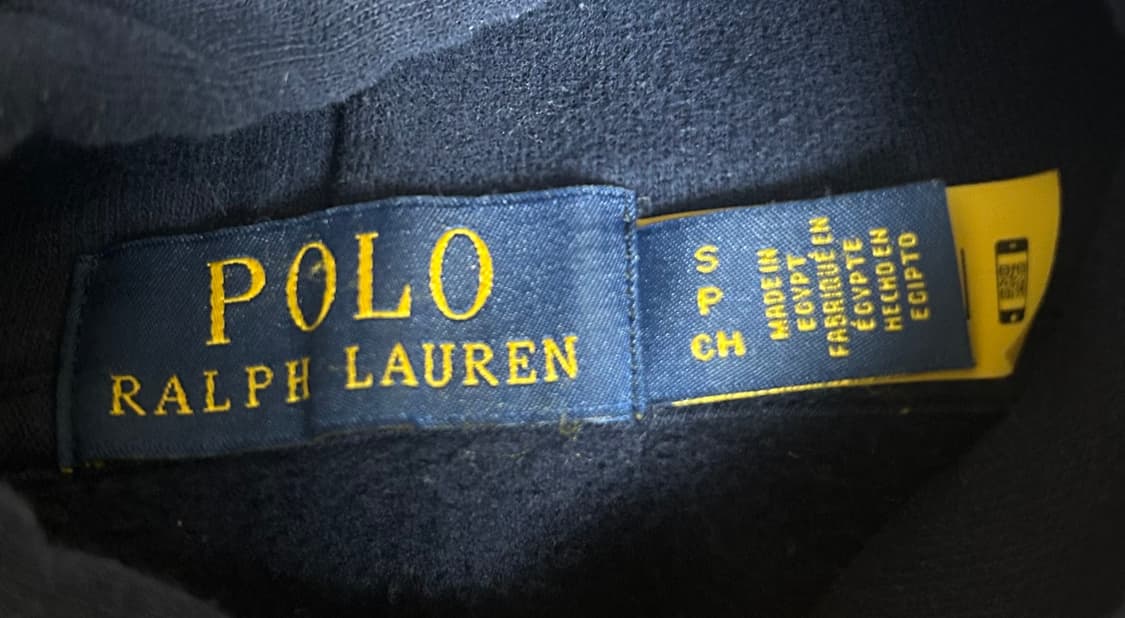 POLO
RALPH LAUREN
S
P
CH
MADE IN
EGYPT
FABRIQUÉ EN
ÉGYPTE
HECHO EN
EGIPTO